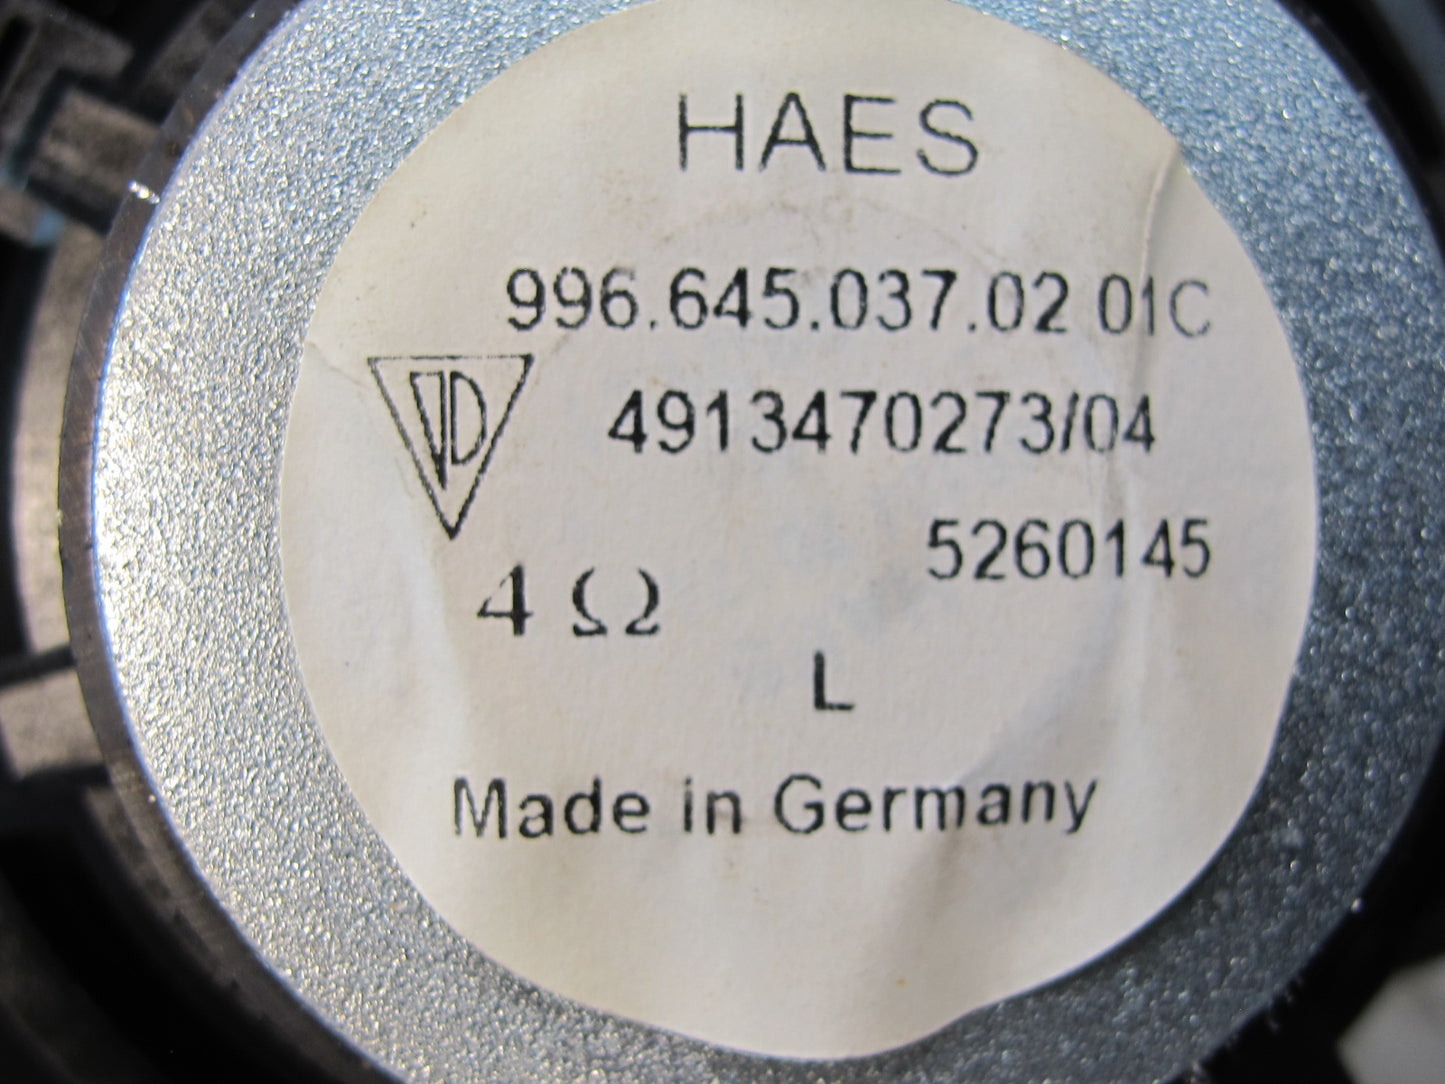 HAES
996.645.037.02 01C
4913470273/04
5260145
4 Ω
L
Made in Germany